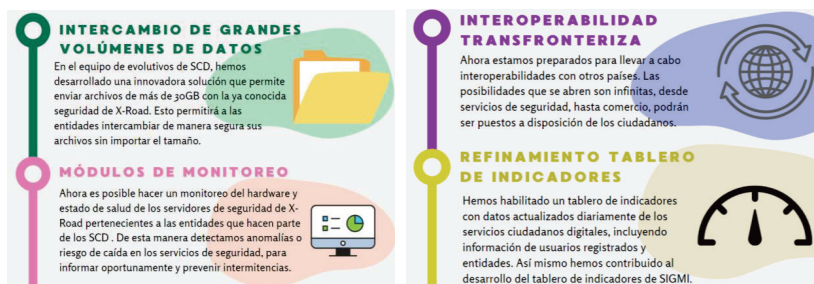 INTERCAMBIO DE GRANDES
VOLÚMENES DE DATOS
En el equipo de evolutivos de SCD, hemos
desarrollado una innovadora solución que permite
enviar archivos de más de 30GB con la ya conocida
seguridad de X-Road. Esto permitirá a las
entidades intercambiar de manera segura sus
archivos sin importar el tamaño.
MÓDULOS DE MONITOREO
Ahora es posible hacer un monitoreo del hardware y
estado de salud de los servidores de seguridad de X-
Road pertenecientes a las entidades que hacen parte
de los SCD . De esta manera detectamos anomalías o
riesgo de caída en los servicios de seguridad, para
informar oportunamente y prevenir intermitencias.
INTEROPERABILIDAD
TRANSFRONTERIZA
Ahora estamos preparados para llevar a cabo
interoperabilidades con otros países. Las
posibilidades que se abren son infinitas, desde
servicios de seguridad, hasta comercio, podrán
ser puestos a disposición de los ciudadanos.
REFINAMIENTO TABLERO
DE INDICADORES
Hemos habilitado un tablero de indicadores
con datos actualizados diariamente de los
servicios ciudadanos digitales, incluyendo
información de usuarios registrados y
entidades. Así mismo hemos contribuido al
desarrollo del tablero de indicadores de SIGMI.